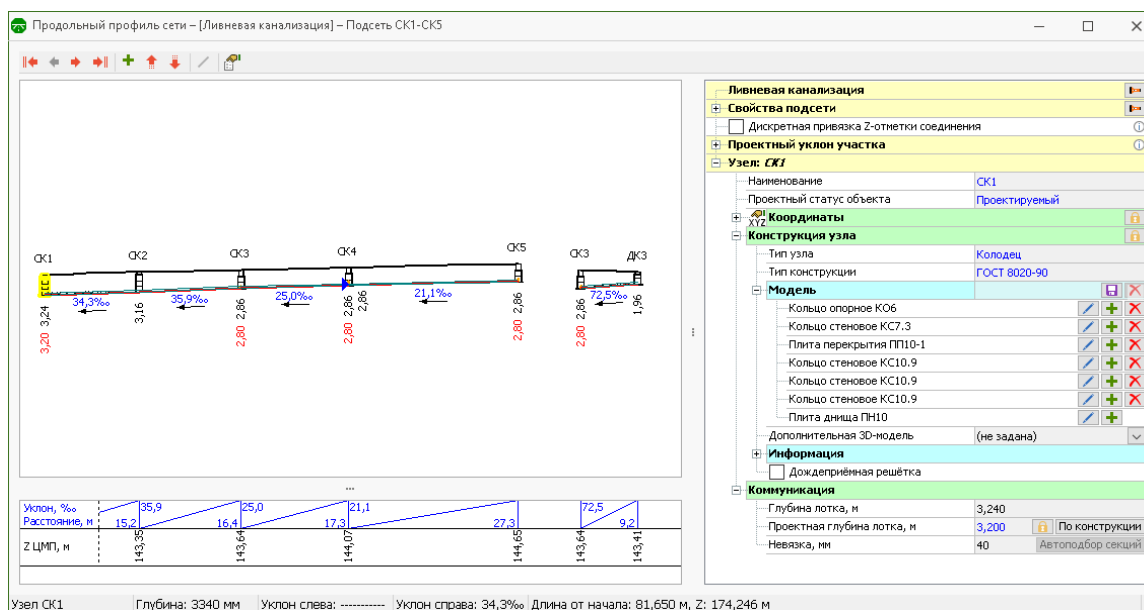 Продольный профиль сети – [Ливневая канализация] – Подсеть СК1-СК5
СК1 СК2 СК3 СК4 СК5 СК3 ДК3
34,3‰ 35,9‰ 25,0‰ 21,1‰ 72,5‰
3,20 3,24 3,16 2,80 2,86 2,80 2,86 2,86 2,80 2,86 2,80 2,86 1,96
Уклон, ‰ 35,9 25,0 21,1 72,5
Расстояние, м 15,2 16,4 17,3 27,3 9,2
Z ЦМП, м 143,35 143,64 144,07 144,65 143,64 143,41
Ливневая канализация
Свойства подсети
Дискретная привязка Z-отметки соединения
Проектный уклон участка
Узел: СК1
Наименование СК1
Проектный статус объекта Проектируемый
XYZ Координаты
Конструкция узла
Тип узла Колодец
Тип конструкции ГОСТ 8020-90
Модель
Кольцо опорное КО6
Кольцо стеновое КС7.3
Плита перекрытия ПП10-1
Кольцо стеновое КС10.9
Кольцо стеновое КС10.9
Кольцо стеновое КС10.9
Плита днища ПН10
Дополнительная 3D-модель (не задана)
Информация
Дождеприёмная решётка
Коммуникация
Глубина лотка, м 3,240
Проектная глубина лотка, м 3,200 По конструкции
Невязка, мм 40 Автоподбор секций
Узел СК1 Глубина: 3340 мм Уклон слева: ---------- Уклон справа: 34,3‰ Длина от начала: 81,650 м, Z: 174,246 м